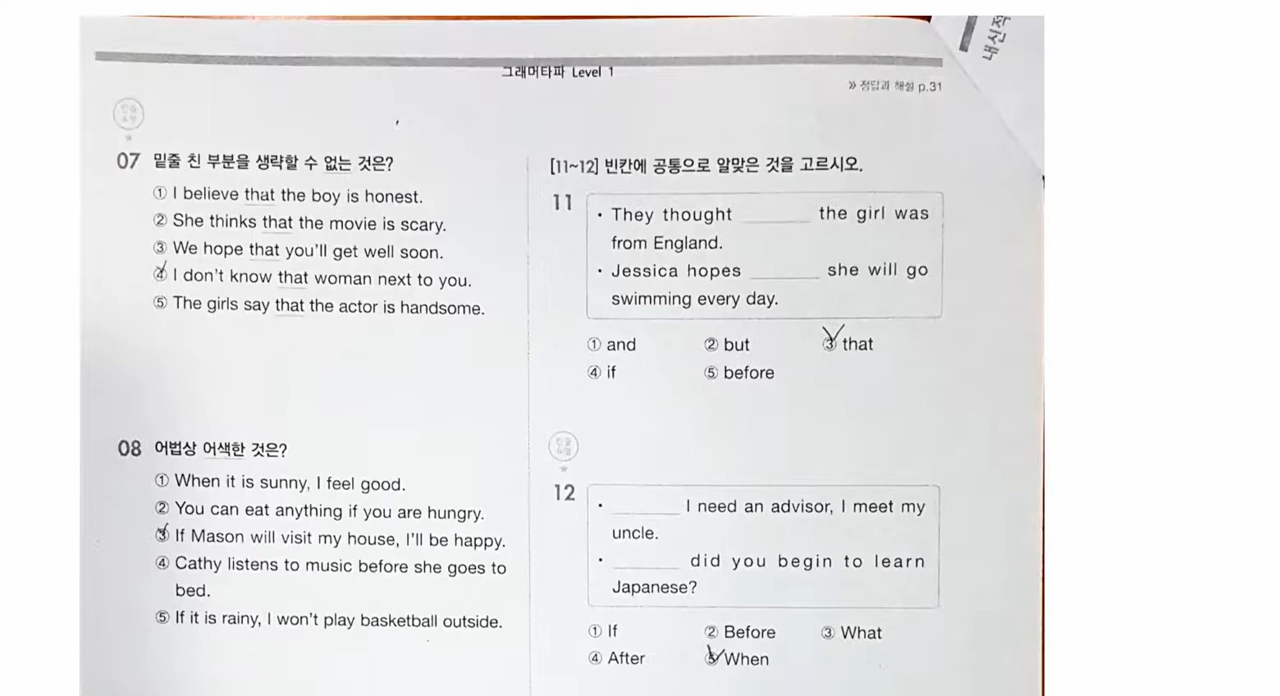 내신적
그래머타파 Level 1
» 정답과 해설 p.31
07 밑줄 친 부분을 생략할 수 없는 것은?
① I believe that the boy is honest.
② She thinks that the movie is scary.
③ We hope that you'll get well soon.
④ I don't know that woman next to you.
⑤ The girls say that the actor is handsome.
08 어법상 어색한 것은?
① When it is sunny, I feel good.
② You can eat anything if you are hungry.
③ If Mason will visit my house, I'll be happy.
④ Cathy listens to music before she goes to
bed.
⑤ If it is rainy, I won't play basketball outside.
[11~12] 빈칸에 공통으로 알맞은 것을 고르시오.
11
• They thought ______ the girl was
from England.
• Jessica hopes ______ she will go
swimming every day.
① and ② but ③ that
④ if ⑤ before
12
• ______ I need an advisor, I meet my
uncle.
• ______ did you begin to learn
Japanese?
① If ② Before ③ What
④ After ⑤ When